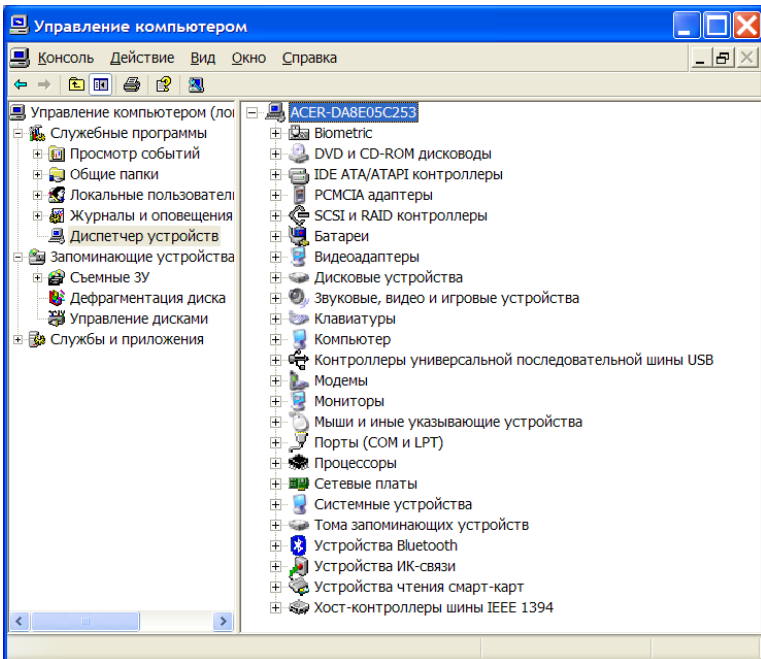 Управление компьютером
Консоль Действие Вид Окно Справка
Управление компьютером (ло
Служебные программы
Просмотр событий
Общие папки
Локальные пользовател
Журналы и оповещения
Диспетчер устройств
Запоминающие устройства
Съемные ЗУ
Дефрагментация диска
Управление дисками
Службы и приложения
ACER-DA8E05C253
Biometric
DVD и CD-ROM дисководы
IDE ATA/ATAPI контроллеры
PCMCIA адаптеры
SCSI и RAID контроллеры
Батареи
Видеоадаптеры
Дисковые устройства
Звуковые, видео и игровые устройства
Клавиатуры
Компьютер
Контроллеры универсальной последовательной шины USB
Модемы
Мониторы
Мыши и иные указывающие устройства
Порты (COM и LPT)
Процессоры
Сетевые платы
Системные устройства
Тома запоминающих устройств
Устройства Bluetooth
Устройства ИК-связи
Устройства чтения смарт-карт
Хост-контроллеры шины IEEE 1394